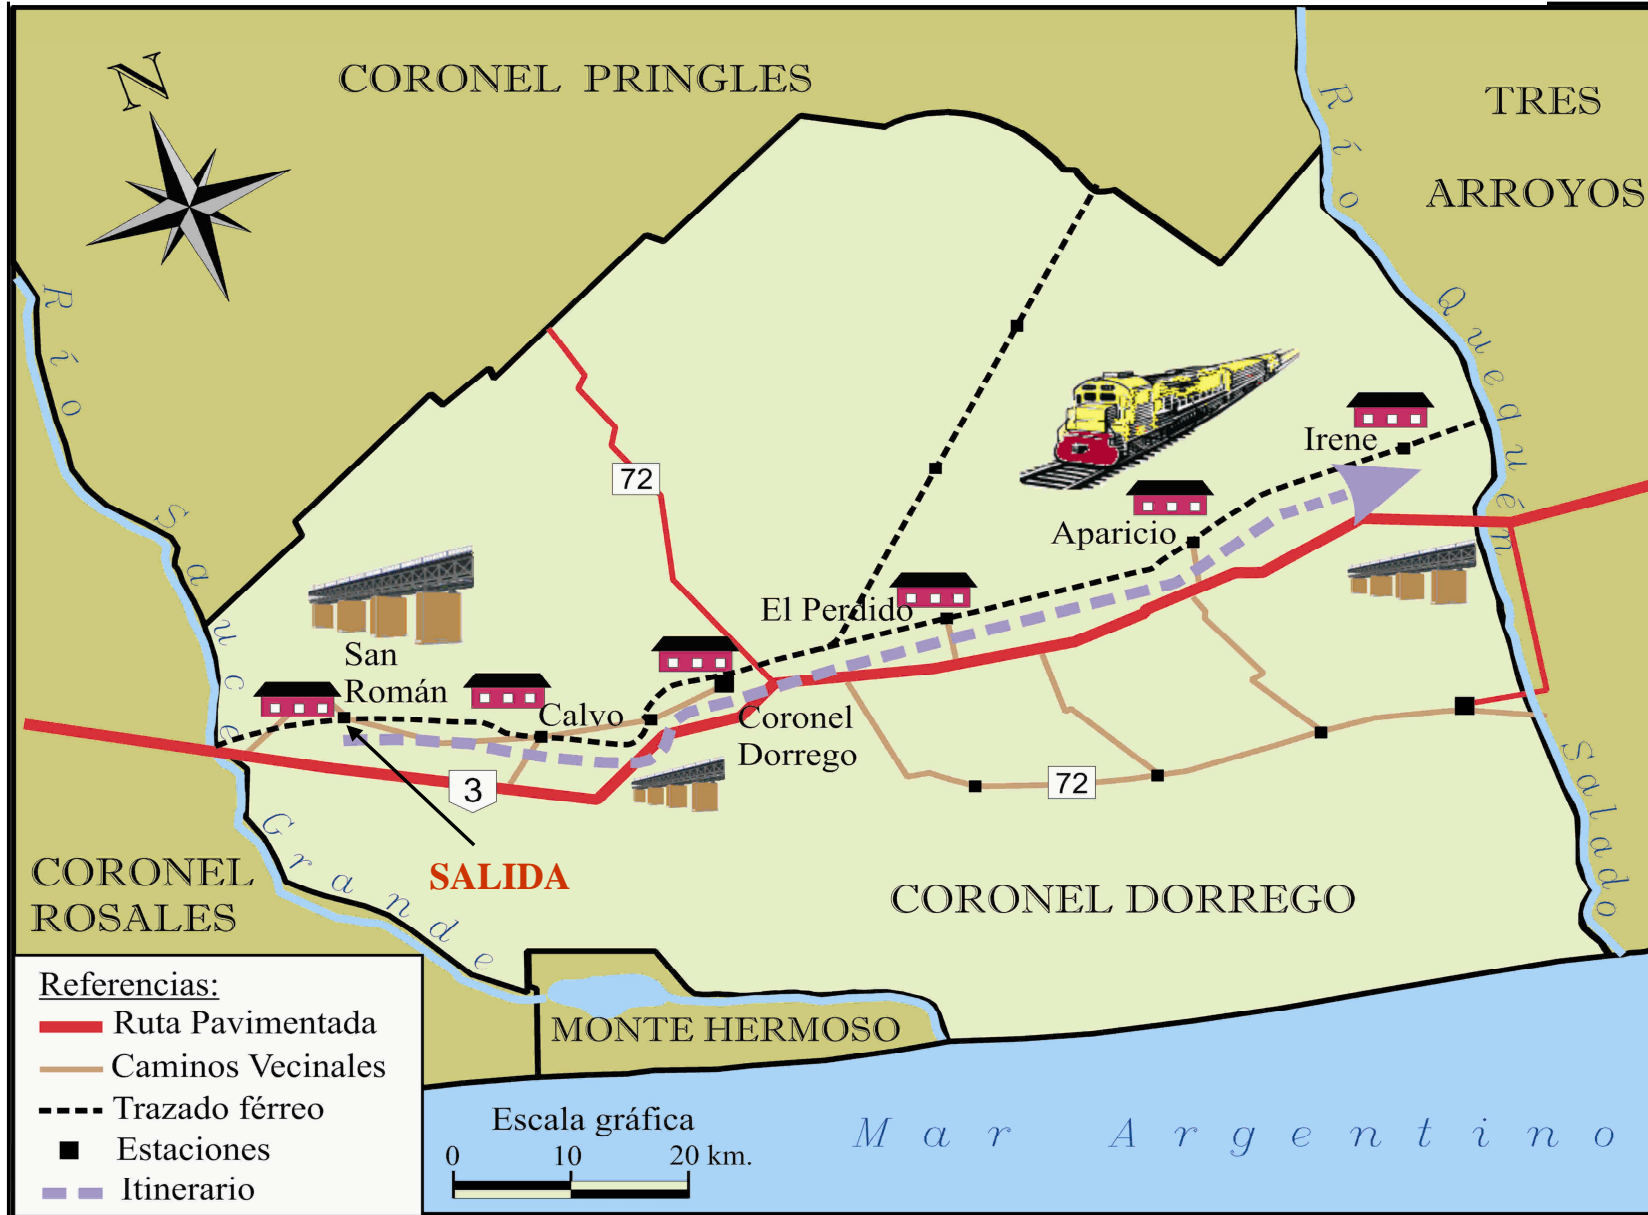 N
CORONEL PRINGLES
TRES
ARROYOS
Río
Sauce
Grande
Río
Quequén
Salado
72
Irene
Aparicio
El Perdido
San
Román
Calvo
Coronel
Dorrego
3
72
SALIDA
CORONEL
ROSALES
CORONEL DORREGO
MONTE HERMOSO
Referencias:
Ruta Pavimentada
Caminos Vecinales
Trazado férreo
Estaciones
Itinerario
Escala gráfica
0 10 20 km.
Mar Argentino